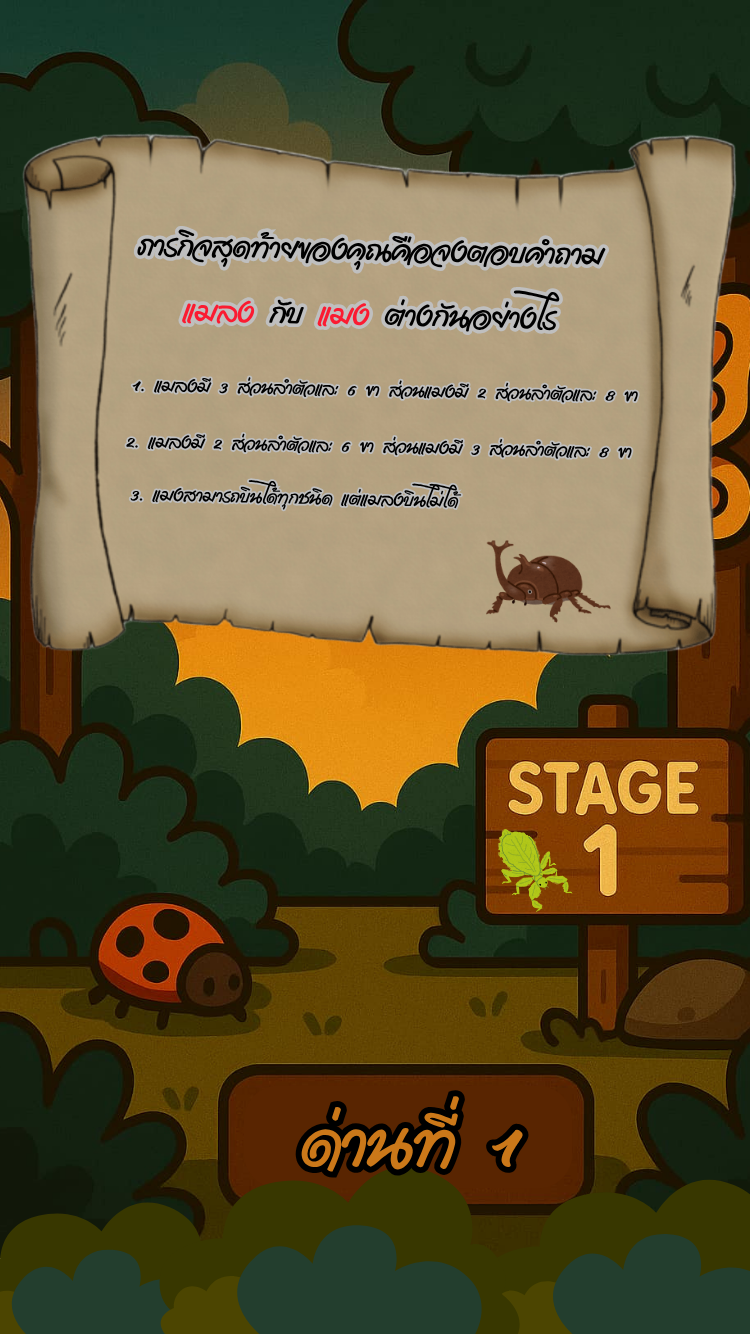 ภารกิจสุดท้ายของคุณคือจงตอบคำถาม
แมลง กับ แมง ต่างกันอย่างไร
1. แมลงมี 3 ส่วนลำตัวและ 6 ขา ส่วนแมงมี 2 ส่วนลำตัวและ 8 ขา
2. แมลงมี 2 ส่วนลำตัวและ 6 ขา ส่วนแมงมี 3 ส่วนลำตัวและ 8 ขา
3. แมงสามารถบินได้ทุกชนิด แต่แมลงบินไม่ได้
STAGE
1
ด่านที่ 1